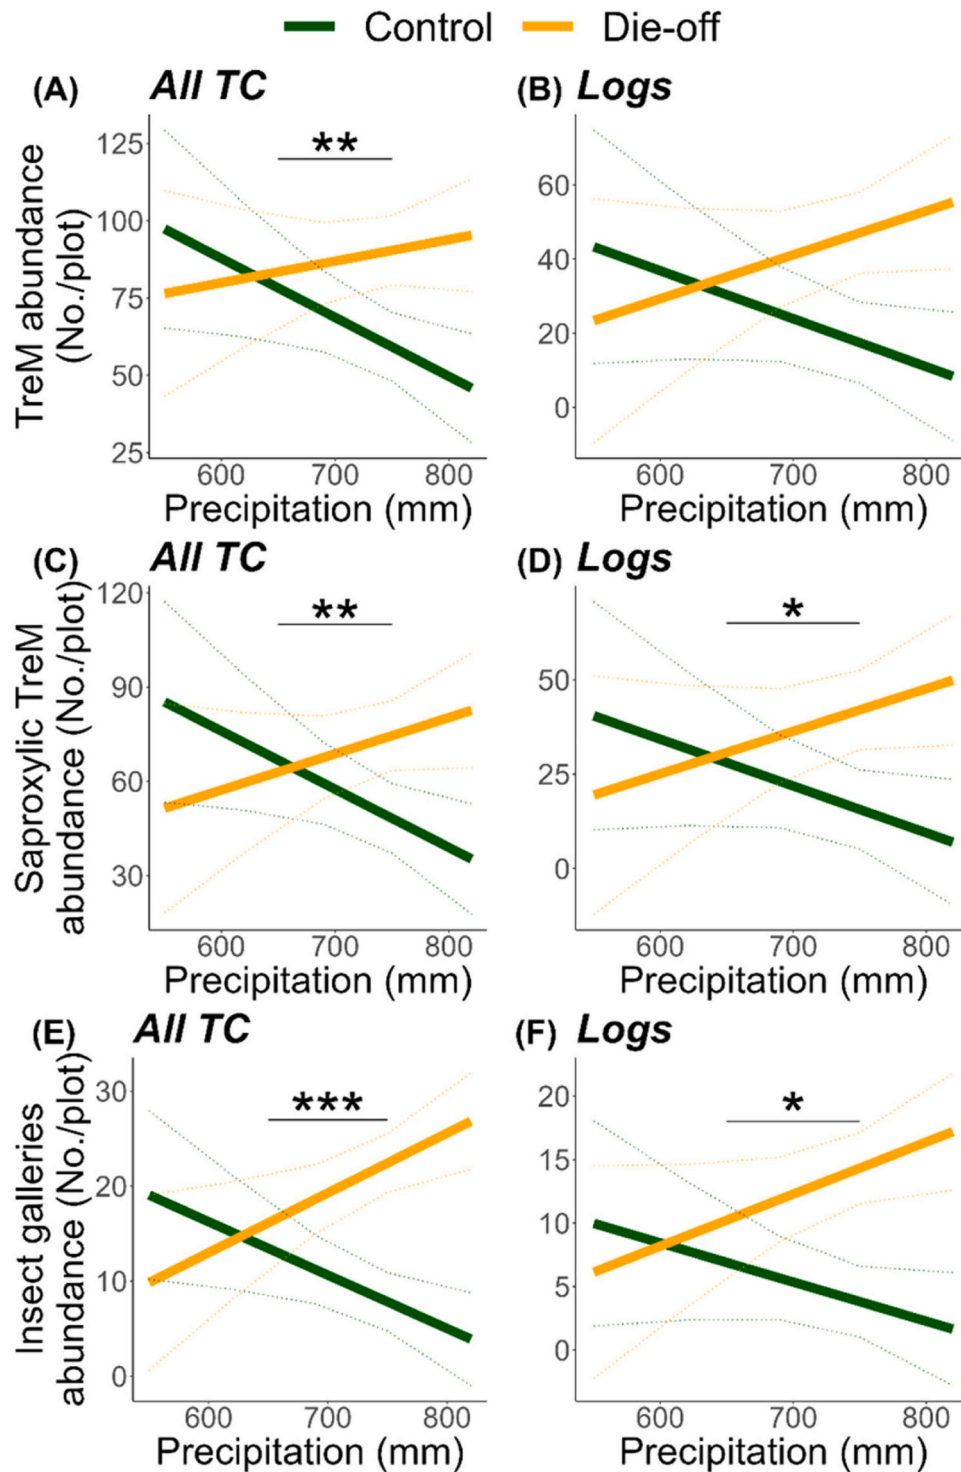 Control Die-off
(A) All TC (B) Logs
TreM abundance
(No./plot)
125
100
75
50
25
**
60
40
20
0
600 700 800 600 700 800
Precipitation (mm) Precipitation (mm)
(C) All TC (D) Logs
Saproxylic TreM
abundance (No./plot)
120
90
60
30
**
50
25
0
*
600 700 800 600 700 800
Precipitation (mm) Precipitation (mm)
(E) All TC (F) Logs
Insect galleries
abundance (No./plot)
30
20
10
0
***
20
15
10
5
0
*
600 700 800 600 700 800
Precipitation (mm) Precipitation (mm)